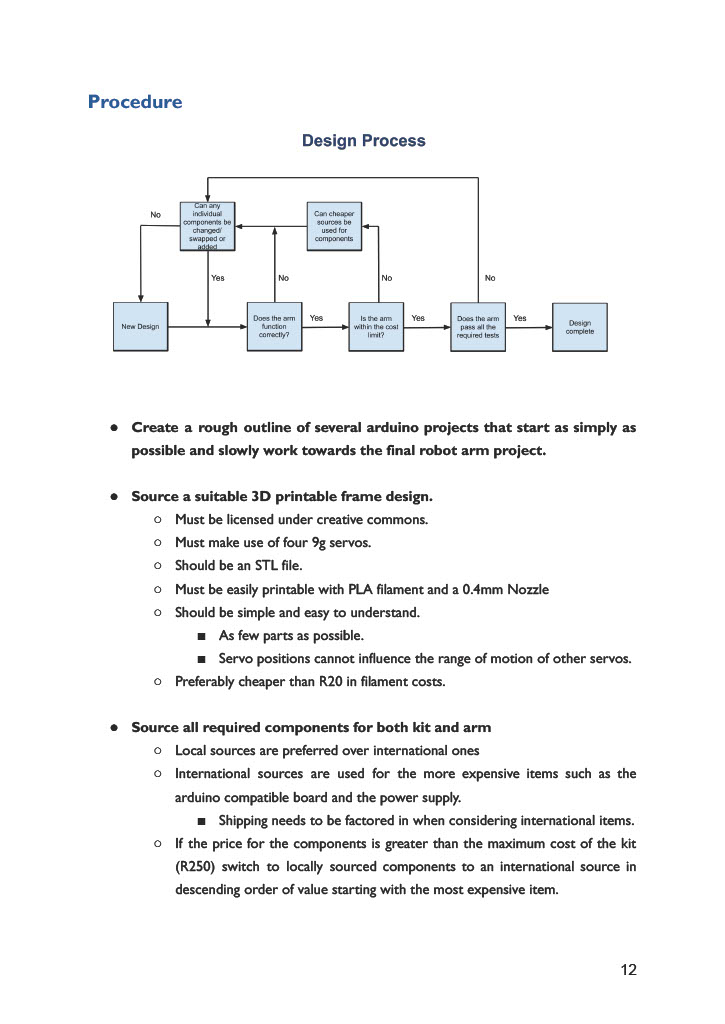 Procedure
Design Process
Can any
individual
components be
changed/
swapped or
added
Can cheaper
sources be
used for
components
No
Yes
No
No
No
New Design
Does the arm
function
correctly?
Yes
Is the arm
within the cost
limit?
Yes
Does the arm
pass all the
required tests
Yes
Design
complete
● Create a rough outline of several arduino projects that start as simply as
possible and slowly work towards the final robot arm project.
● Source a suitable 3D printable frame design.
○ Must be licensed under creative commons.
○ Must make use of four 9g servos.
○ Should be an STL file.
○ Must be easily printable with PLA filament and a 0.4mm Nozzle
○ Should be simple and easy to understand.
■ As few parts as possible.
■ Servo positions cannot influence the range of motion of other servos.
○ Preferably cheaper than R20 in filament costs.
● Source all required components for both kit and arm
○ Local sources are preferred over international ones
○ International sources are used for the more expensive items such as the
arduino compatible board and the power supply.
■ Shipping needs to be factored in when considering international items.
○ If the price for the components is greater than the maximum cost of the kit
(R250) switch to locally sourced components to an international source in
descending order of value starting with the most expensive item.
12